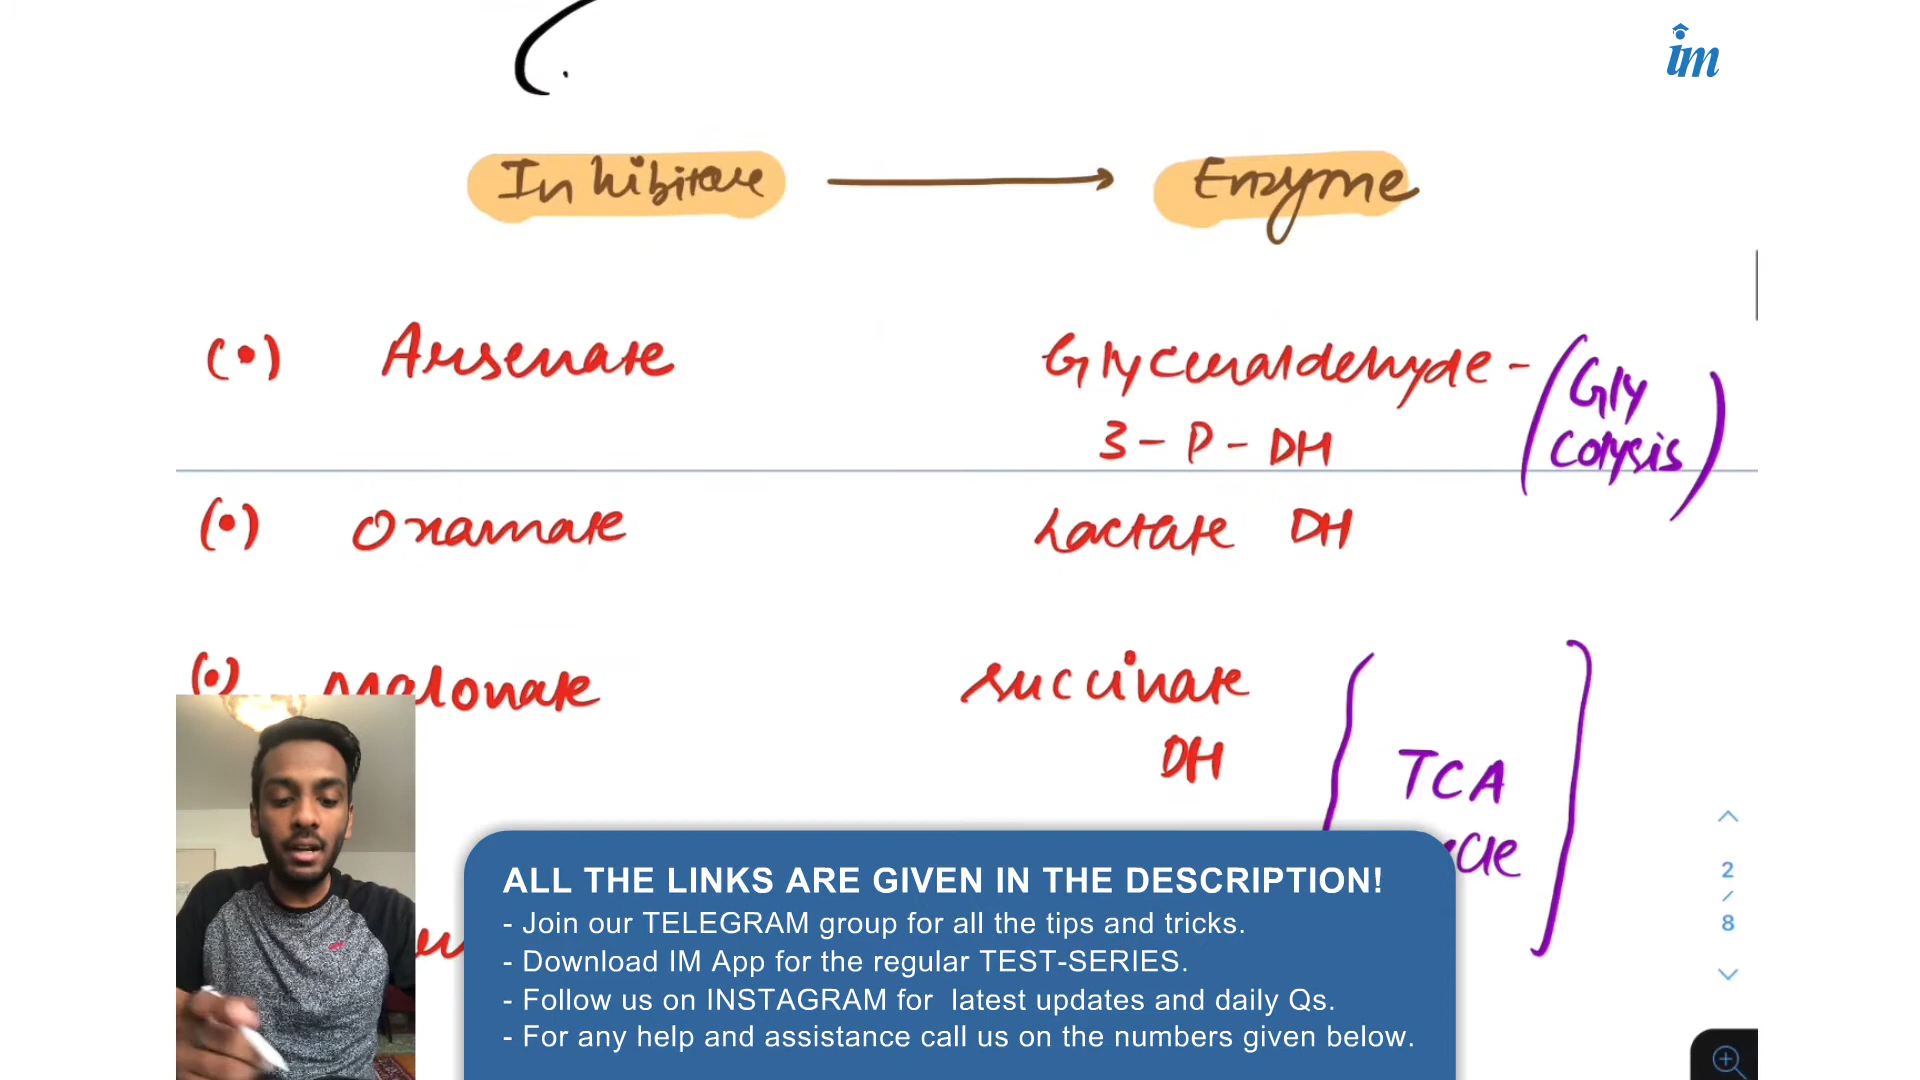 im
Inhibitor Enzyme
(•) Arsenate Glyceraldehyde -
3 - P - DH
(Gly
colysis)
(•) Oxamate Lactate DH
(•) Malonate succinate
DH
TCA
ALL THE LINKS ARE GIVEN IN THE DESCRIPTION!
- Join our TELEGRAM group for all the tips and tricks.
- Download IM App for the regular TEST-SERIES.
- Follow us on INSTAGRAM for latest updates and daily Qs.
- For any help and assistance call us on the numbers given below.
2
/
8